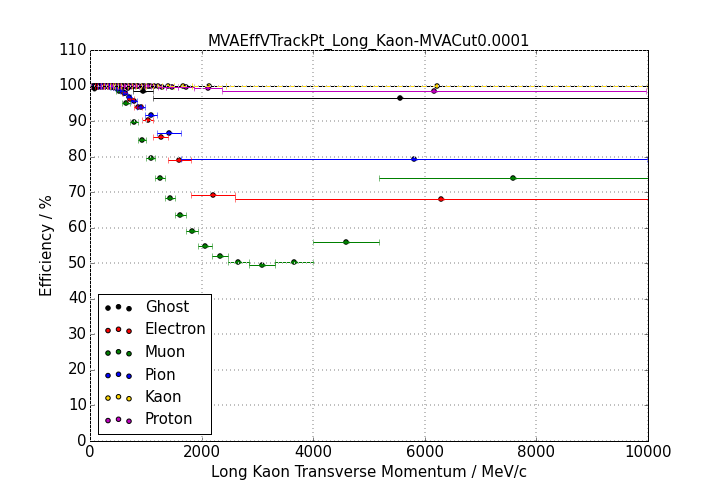 MVAEffVTrackPt_Long_Kaon-MVACut0.0001
110
100
90
80
70
60
50
40
30
20
10
0
Efficiency / %
Ghost
Electron
Muon
Pion
Kaon
Proton
0 2000 4000 6000 8000 10000
Long Kaon Transverse Momentum / MeV/c